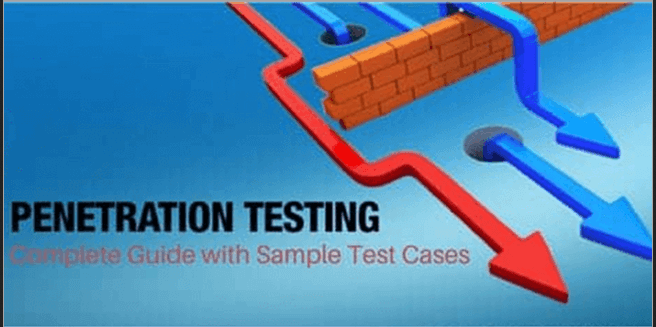 PENETRATION TESTING
Complete Guide with Sample Test Cases